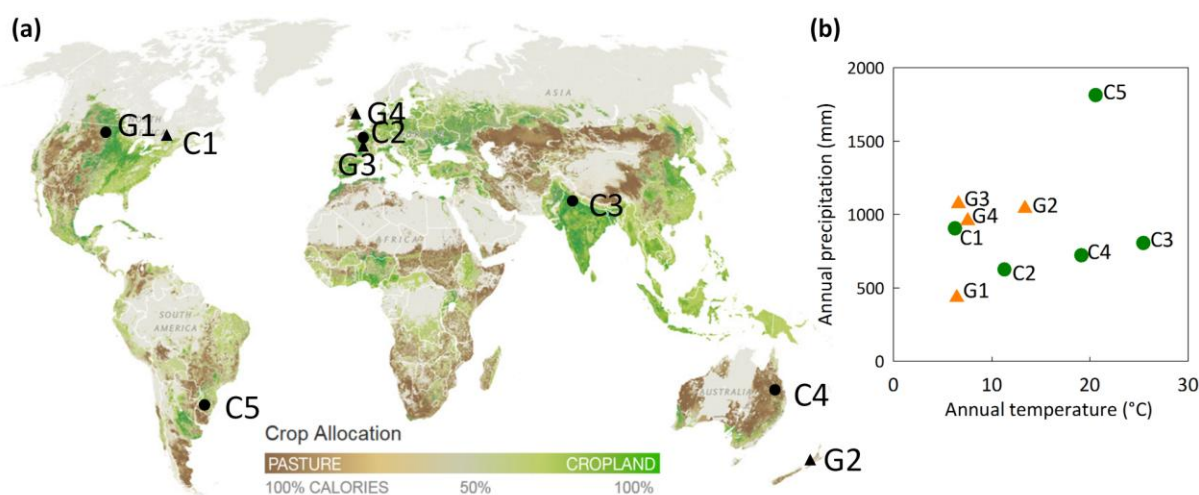 (a)
ASIA
G1
C1
G4
C2
G3
C3
AFRICA
SOUTH
AMERICA
C5
AUSTRALIA
C4
G2
Crop Allocation
PASTURE
CROPLAND
100% CALORIES
50%
100%
(b)
2000
1500
1000
500
0
0
10
20
30
Annual precipitation (mm)
Annual temperature (°C)
C5
G3
G4
G2
C1
C2
C4
C3
G1